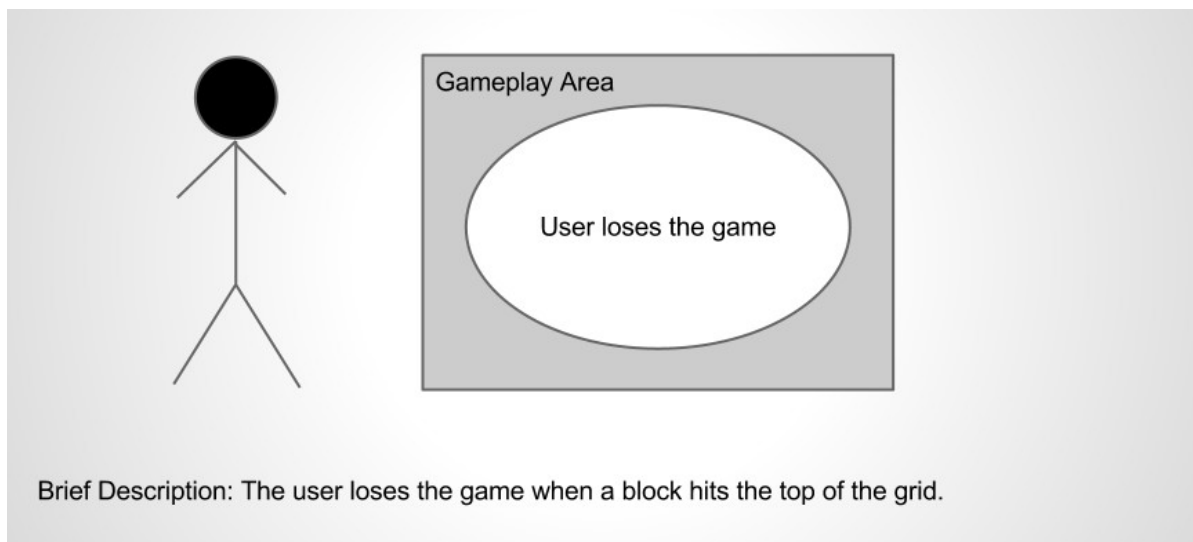 Gameplay Area
User loses the game
Brief Description: The user loses the game when a block hits the top of the grid.